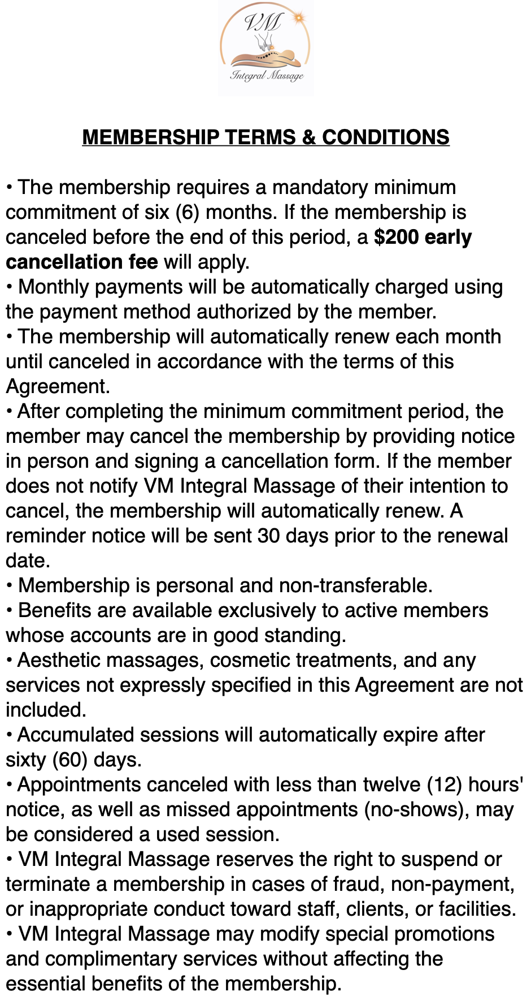 VM
Integral Massage
MEMBERSHIP TERMS & CONDITIONS
• The membership requires a mandatory minimum
commitment of six (6) months. If the membership is
canceled before the end of this period, a $200 early
cancellation fee will apply.
• Monthly payments will be automatically charged using
the payment method authorized by the member.
• The membership will automatically renew each month
until canceled in accordance with the terms of this
Agreement.
• After completing the minimum commitment period, the
member may cancel the membership by providing notice
in person and signing a cancellation form. If the member
does not notify VM Integral Massage of their intention to
cancel, the membership will automatically renew. A
reminder notice will be sent 30 days prior to the renewal
date.
• Membership is personal and non-transferable.
• Benefits are available exclusively to active members
whose accounts are in good standing.
• Aesthetic massages, cosmetic treatments, and any
services not expressly specified in this Agreement are not
included.
• Accumulated sessions will automatically expire after
sixty (60) days.
• Appointments canceled with less than twelve (12) hours'
notice, as well as missed appointments (no-shows), may
be considered a used session.
• VM Integral Massage reserves the right to suspend or
terminate a membership in cases of fraud, non-payment,
or inappropriate conduct toward staff, clients, or facilities.
• VM Integral Massage may modify special promotions
and complimentary services without affecting the
essential benefits of the membership.